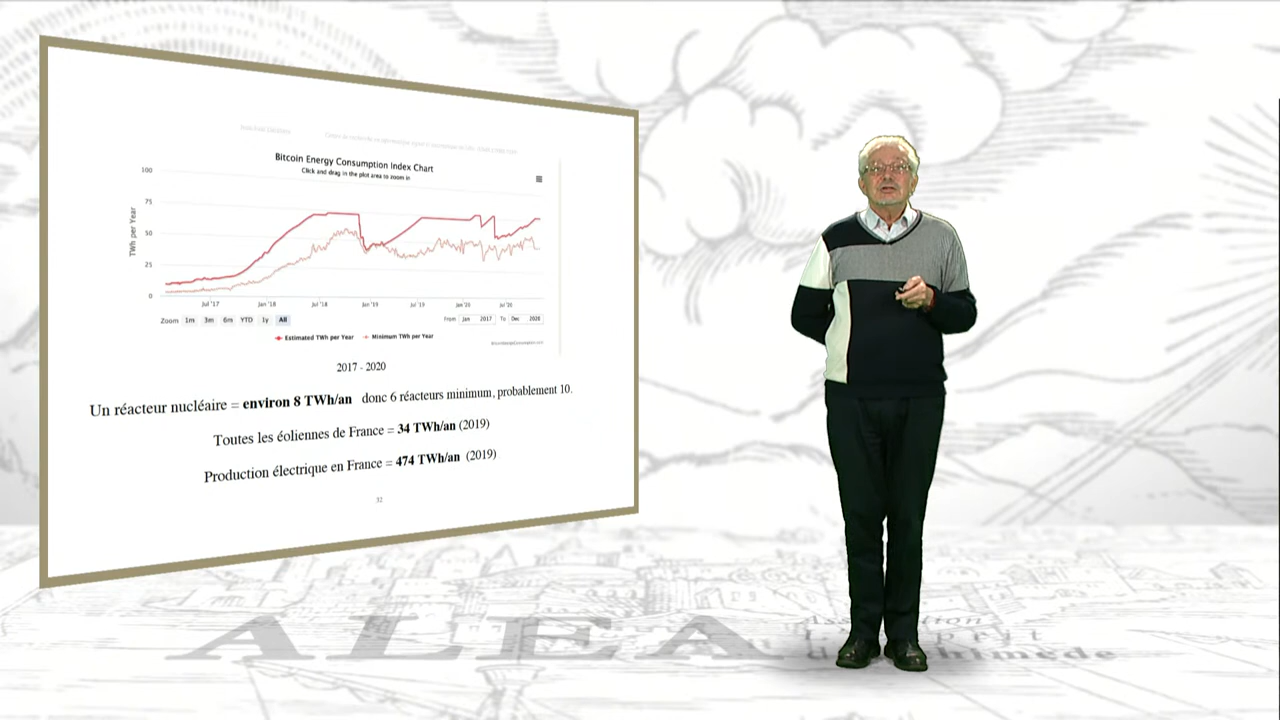 Bitcoin Energy Consumption Index Chart
Click and drag in the plot area to zoom in
TWh per Year
100
75
50
25
0
Jul '17 Jan '18 Jul '18 Jan '19 Jul '19 Jan '20 Jul '20
Zoom 1m 3m 6m YTD 1y All
From Jan 2017 To Dec 2020
Estimated TWh per Year Minimum TWh per Year
2017 - 2020
Un réacteur nucléaire = environ 8 TWh/an donc 6 réacteurs minimum, probablement 10.
Toutes les éoliennes de France = 34 TWh/an (2019)
Production électrique en France = 474 TWh/an (2019)
32
ALEA